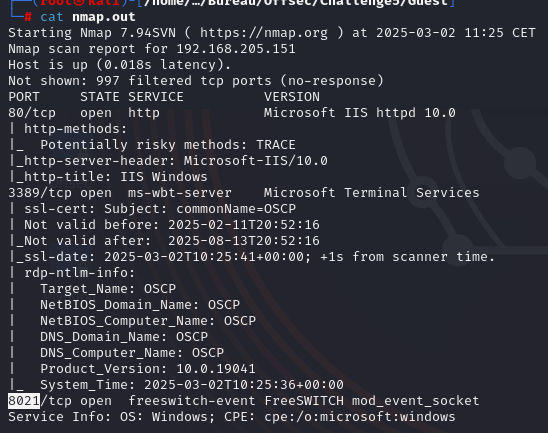 (root㉿kali)-[/home/…/Bureau/Offsec/Challenge5/Guest]
└─# cat nmap.out
Starting Nmap 7.94SVN ( https://nmap.org ) at 2025-03-02 11:25 CET
Nmap scan report for 192.168.205.151
Host is up (0.018s latency).
Not shown: 997 filtered tcp ports (no-response)
PORT     STATE SERVICE          VERSION
80/tcp   open  http             Microsoft IIS httpd 10.0
| http-methods:
|_  Potentially risky methods: TRACE
|_http-server-header: Microsoft-IIS/10.0
|_http-title: IIS Windows
3389/tcp open  ms-wbt-server    Microsoft Terminal Services
| ssl-cert: Subject: commonName=OSCP
| Not valid before: 2025-02-11T20:52:16
|_Not valid after:  2025-08-13T20:52:16
|_ssl-date: 2025-03-02T10:25:41+00:00; +1s from scanner time.
| rdp-ntlm-info:
|   Target_Name: OSCP
|   NetBIOS_Domain_Name: OSCP
|   NetBIOS_Computer_Name: OSCP
|   DNS_Domain_Name: OSCP
|   DNS_Computer_Name: OSCP
|   Product_Version: 10.0.19041
|_  System_Time: 2025-03-02T10:25:36+00:00
8021/tcp open  freeswitch-event FreeSWITCH mod_event_socket
Service Info: OS: Windows; CPE: cpe:/o:microsoft:windows